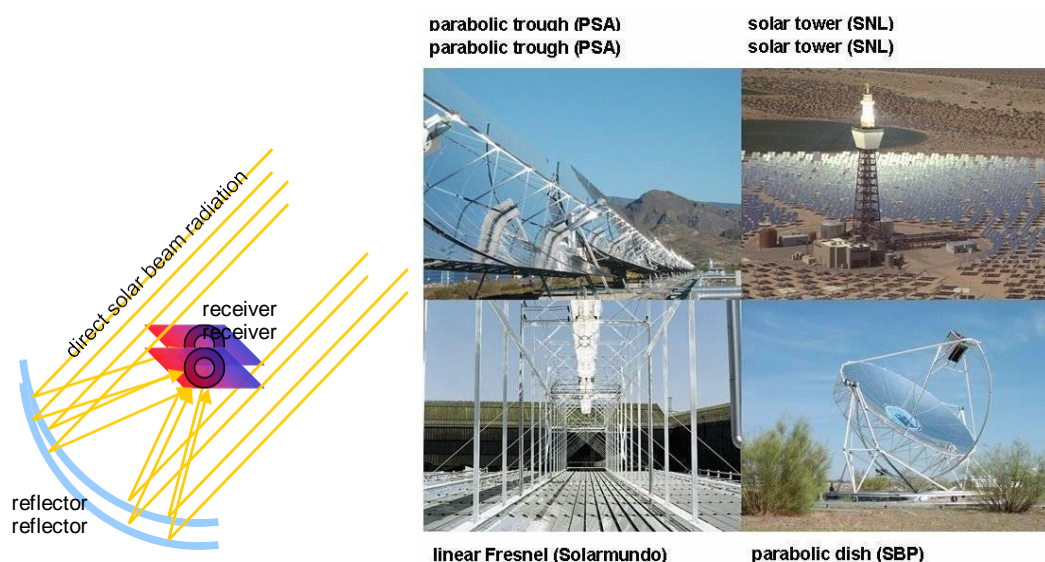 direct solar beam radiation
receiver
receiver
reflector
reflector
parabolic trough (PSA)
parabolic trough (PSA)
solar tower (SNL)
solar tower (SNL)
linear Fresnel (Solarmundo)
parabolic dish (SBP)